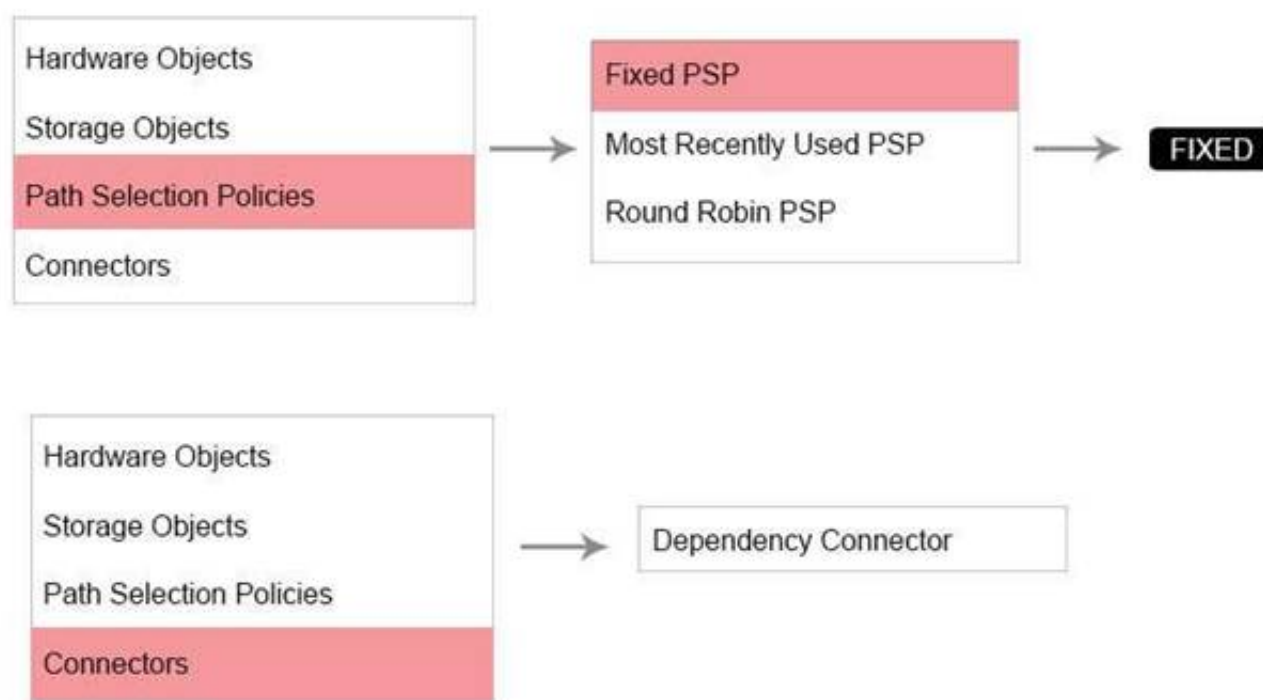 Hardware Objects
Storage Objects
Path Selection Policies
Connectors
Fixed PSP
Most Recently Used PSP
Round Robin PSP
FIXED
Hardware Objects
Storage Objects
Path Selection Policies
Connectors
Dependency Connector